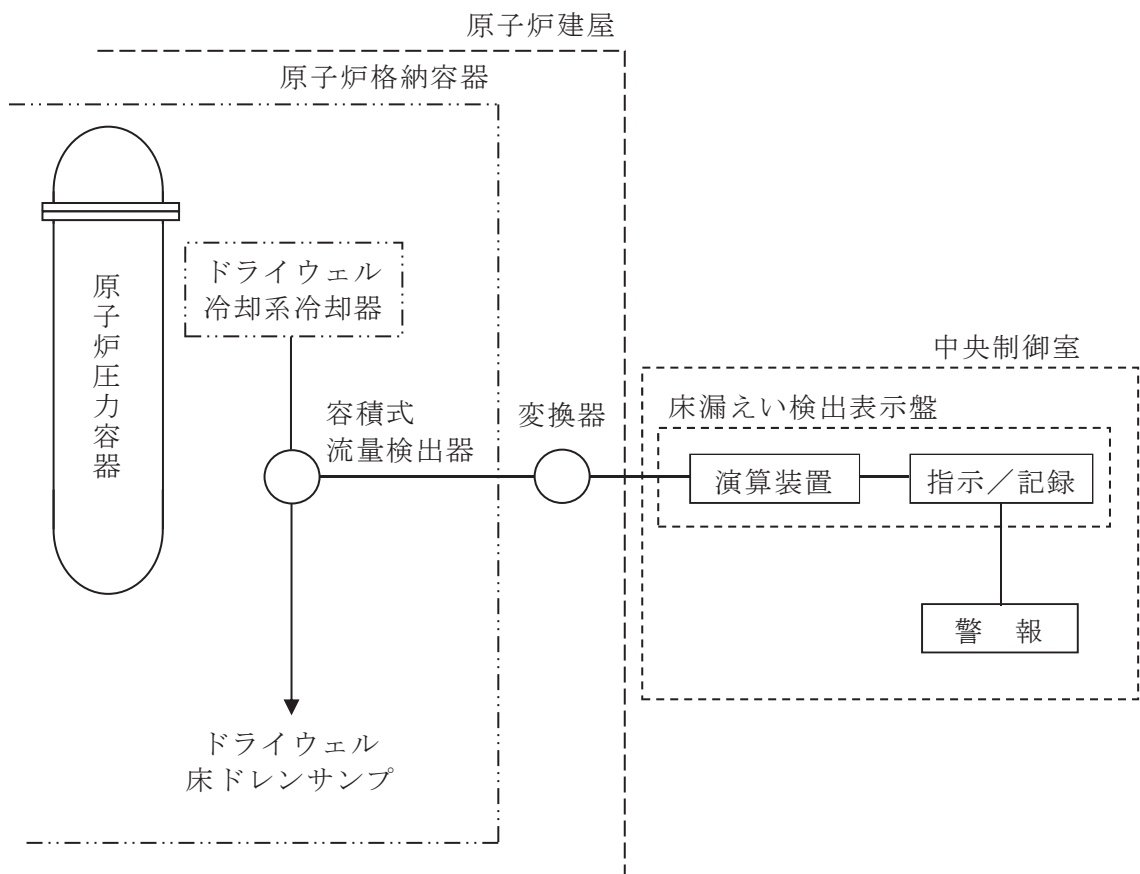 原子炉建屋
原子炉格納容器
原子炉圧力容器
ドライウェル
冷却系冷却器
容積式
流量検出器
変換器
中央制御室
床漏えい検出表示盤
演算装置
指示／記録
警　報
ドライウェル
床ドレンサンプ